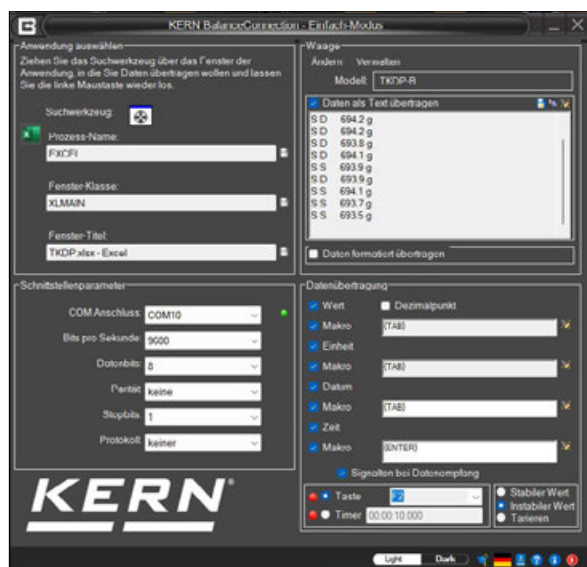 KERN BalanceConnection - Einfach-Modus
Anwendung auswählen
Ziehen Sie das Suchwerkzeug über das Fenster der
Anwendung, in die Sie Daten übertragen wollen und lassen
Sie die linke Maustaste wieder los.
Suchwerkzeug:
Prozess-Name:
EXCEL
Fenster-Klasse:
XLMAIN
Fenster-Titel:
TKDP.xlsx - Excel
Waage
Ändern Verwalten
Modell: TKDP-B
Daten als Text übertragen
S D 694.2 g
S D 694.2 g
S D 693.8 g
S D 694.1 g
S S 693.9 g
S D 693.9 g
S S 694.1 g
S S 693.7 g
S S 693.5 g
Daten formatiert übertragen
Schnittstellenparameter
COM Anschluss: COM10
Bits pro Sekunde: 9600
Datenbits: 8
Parität: keine
Stopbits: 1
Protokoll: keiner
Datenübertragung
Wert Dezimalpunkt
Makro {TAB}
Einheit
Makro {TAB}
Datum
Makro {TAB}
Zeit
Makro {ENTER}
Signalton bei Datenempfang
Taste F2
Timer 00:00:10.000
Stabiler Wert
Instabiler Wert
Tarieren
KERN
Light Dark